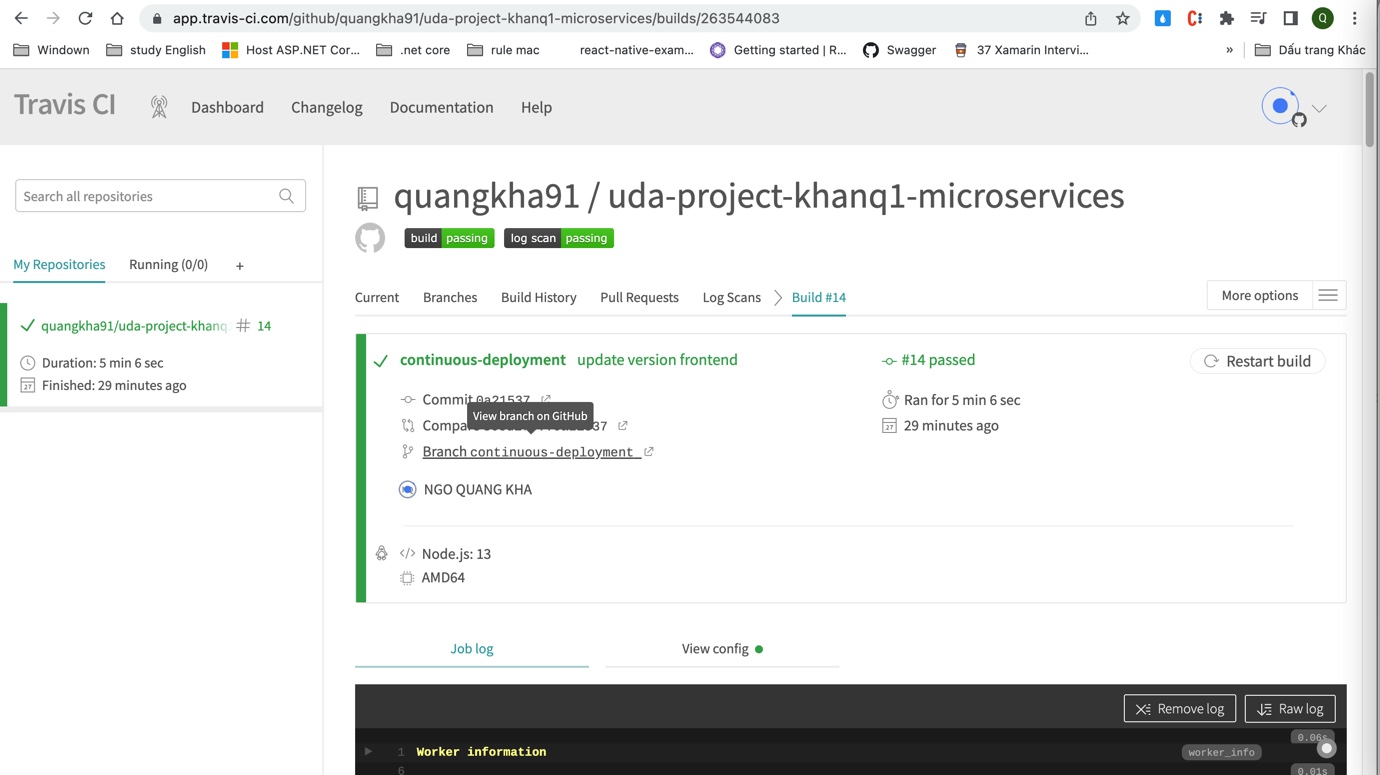 app.travis-ci.com/github/quangkha91/uda-project-khanq1-microservices/builds/263544083
Q
Window study English Host ASP.NET Cor... .net core rule mac react-native-exam... Getting started | R... Swagger 37 Xamarin Intervi... » Dấu trang Khác
Travis CI Dashboard Changelog Documentation Help
Search all repositories
My Repositories Running (0/0) +
quangkha91/uda-project-khanq # 14
Duration: 5 min 6 sec
27 Finished: 29 minutes ago
quangkha91 / uda-project-khanq1-microservices
build passing log scan passing
Current Branches Build History Pull Requests Log Scans Build #14
More options
continuous-deployment update version frontend
#14 passed
Restart build
Commit 0a21537
Ran for 5 min 6 sec
View branch on GitHub
27 29 minutes ago
Branch continuous-deployment
NGO QUANG KHA
</> Node.js: 13
AMD64
Job log View config
Remove log Raw log
0.06s
1 Worker information worker_info
6 0.01s